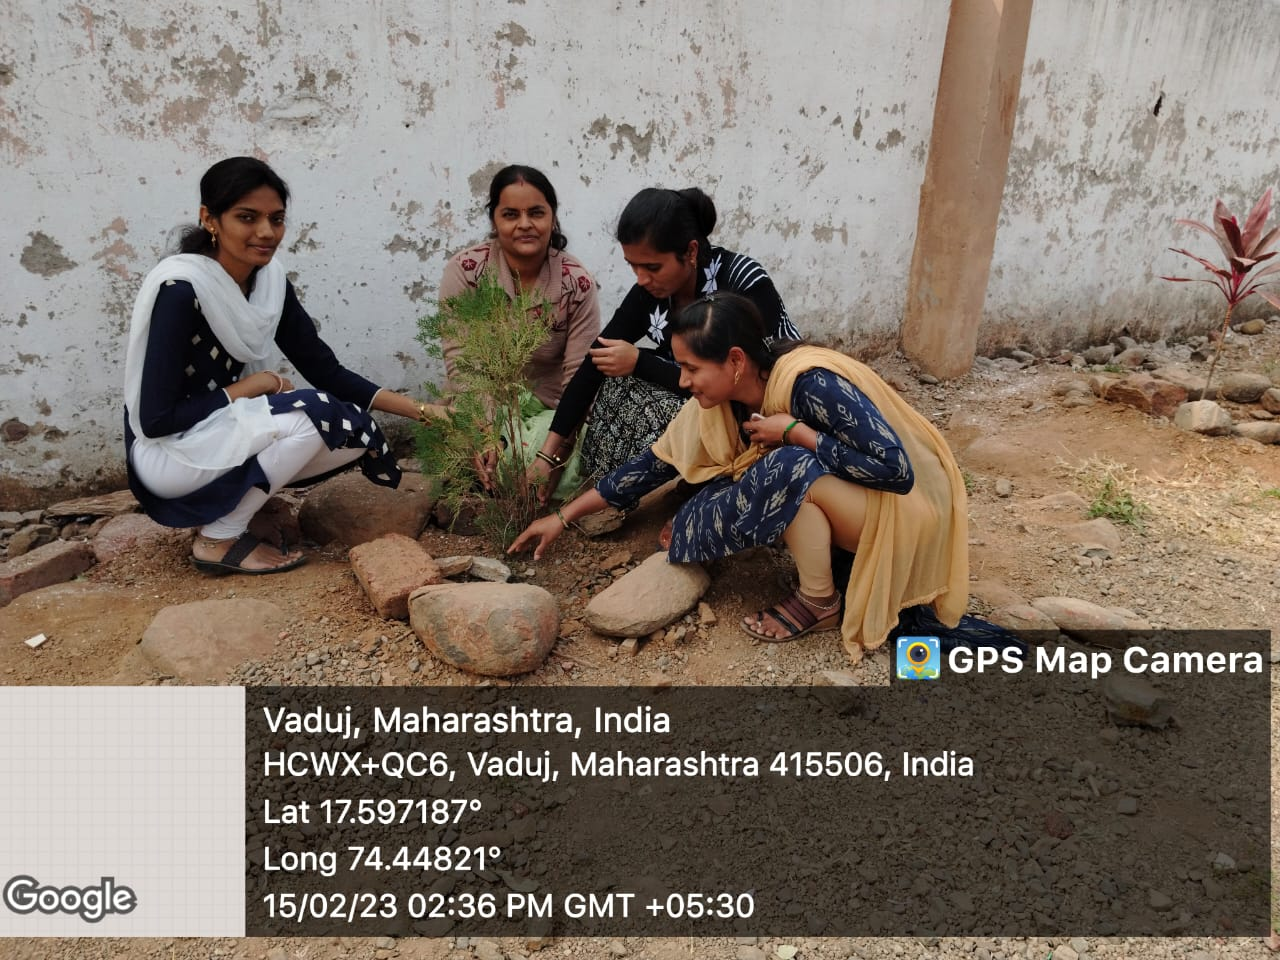 GPS Map Camera
Vaduj, Maharashtra, India
HCWX+QC6, Vaduj, Maharashtra 415506, India
Lat 17.597187°
Long 74.44821°
15/02/23 02:36 PM GMT +05:30
Google